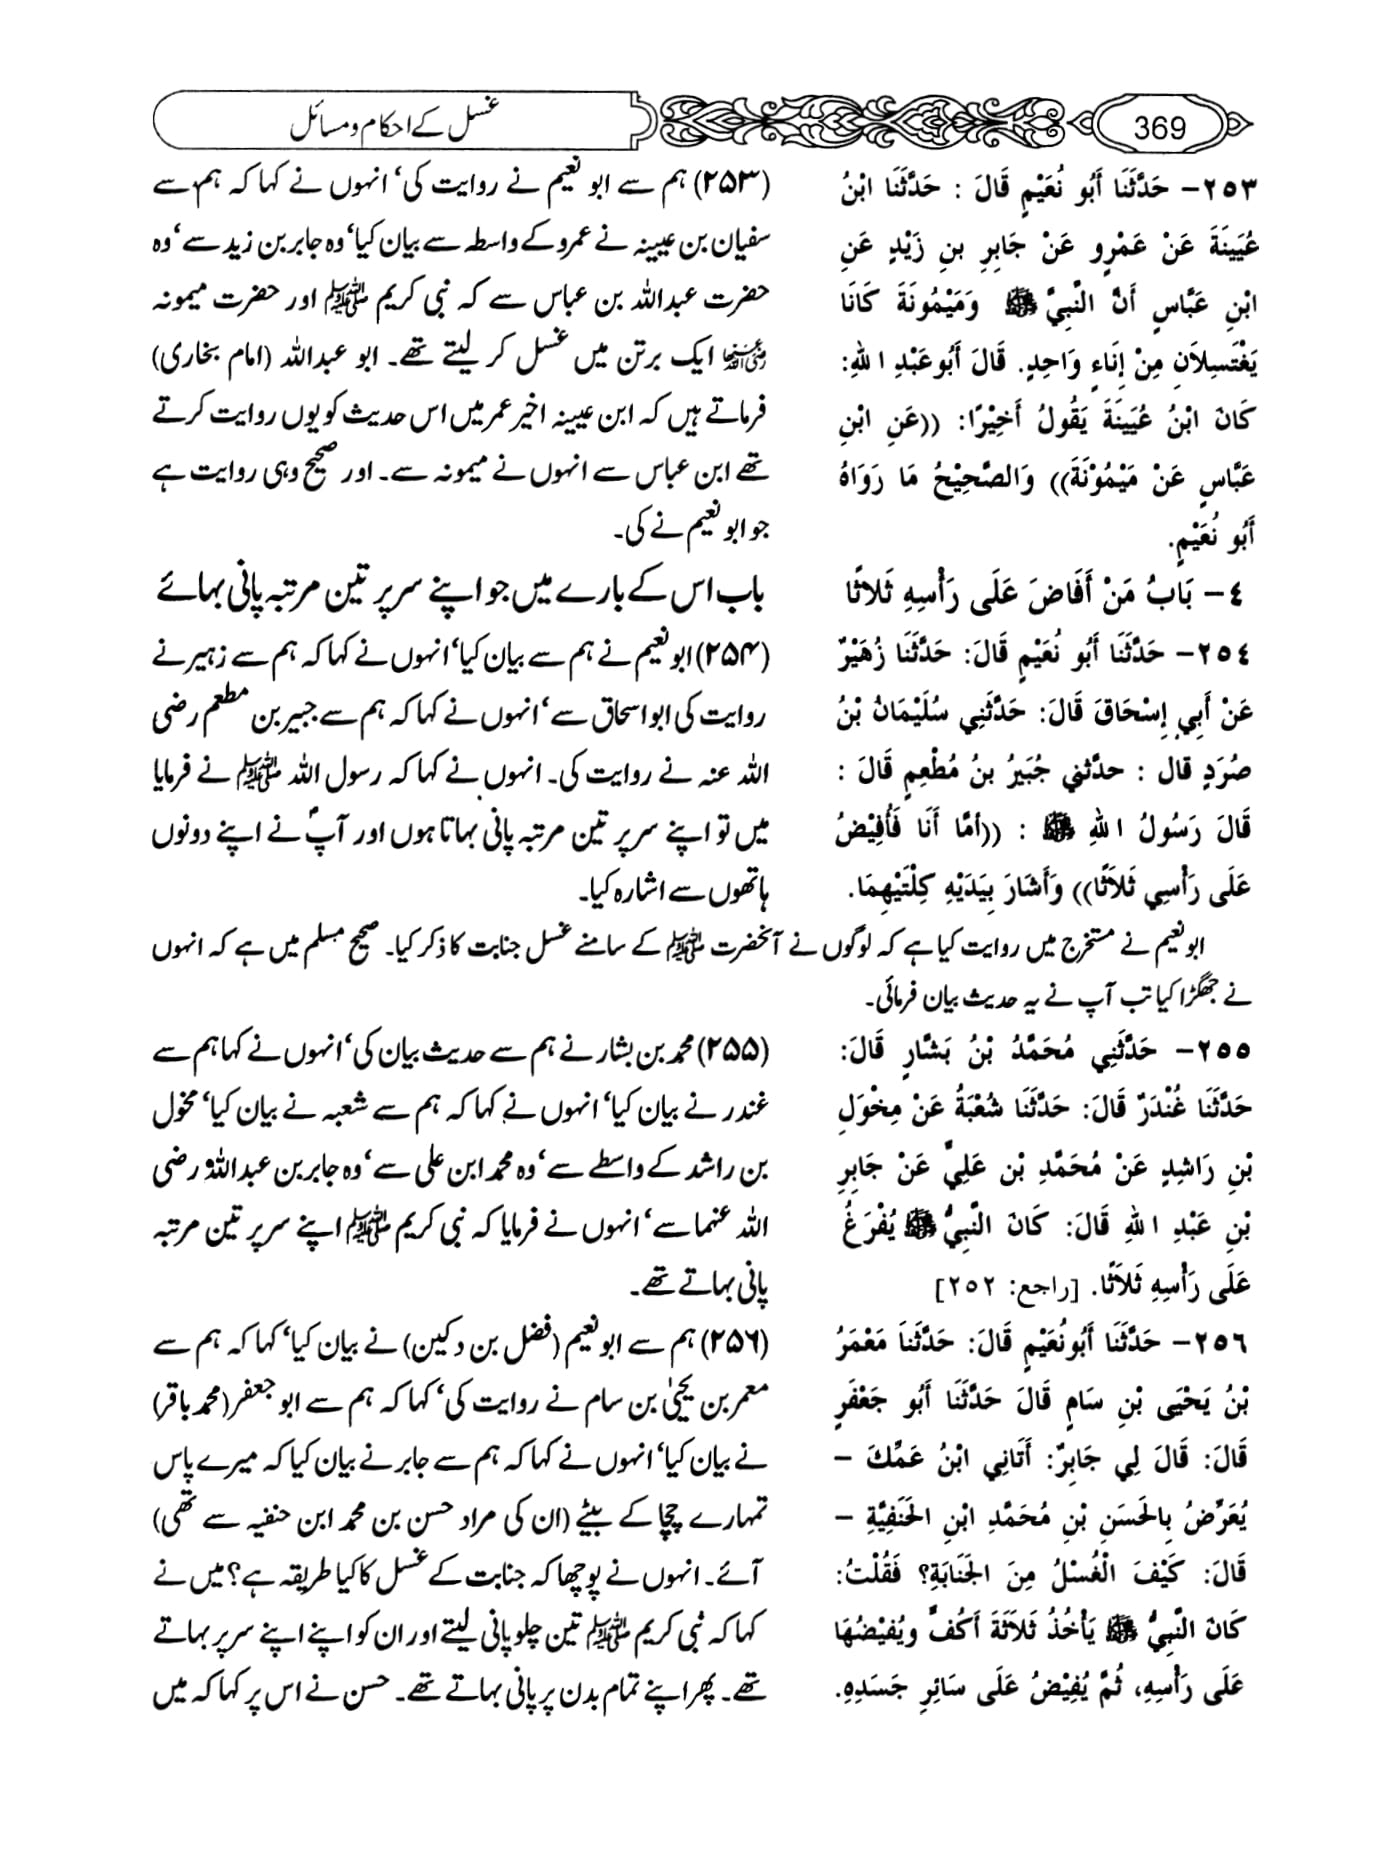 369
غسل کے احکام و مسائل
٢٥٣- حَدَّثَنَا أَبُو نُعَيْمٍ قَالَ : حَدَّثَنَا ابْنُ
عُيَينَةَ عَنْ عَمْرٍو عَنْ جَابِرِ بنِ زَيْدٍ عَنِ
ابْنِ عَبَّاسٍ أَنَّ النَّبِيَّ ﷺ وَمَيْمُونَةَ كَانَا
يَغْتَسِلاَنِ مِنْ إِنَاءٍ وَاحِدٍ. قَالَ أَبُو عَبْدِ اللهِ:
كَانَ ابْنُ عُيَينَةَ يَقُولُ أَخِيْرًا: ((عَنِ ابْنِ
عَبَّاسٍ عَنْ مَيْمُوْنَةَ)) وَالصَّحِيْحُ مَا رَوَاهُ
أَبُو نُعَيْمٍ.
(۲۵۳) ہم سے ابو نعیم نے روایت کی‘ انہوں نے کہا کہ ہم سے
سفیان بن عیینہ نے عمرو کے واسطہ سے بیان کیا‘ وہ جابر بن زید سے‘ وہ
حضرت عبداللہ بن عباس سے کہ نبی کریم ﷺ اور حضرت میمونہ
رضی اللہ عنہا ایک برتن میں غسل کر لیتے تھے۔ ابو عبداللہ (امام بخاری)
فرماتے ہیں کہ ابن عیینہ اخیر عمر میں اس حدیث کو یوں روایت کرتے
تھے ابن عباس سے انہوں نے میمونہ سے۔ اور صحیح وہی روایت ہے
جو ابو نعیم نے کی۔
٤- بَابُ مَنْ أَفَاضَ عَلَى رَأْسِهِ ثَلاثًا
باب اس کے بارے میں جو اپنے سر پر تین مرتبہ پانی بہائے
٢٥٤- حَدَّثَنَا أَبُو نُعَيْمٍ قَالَ: حَدَّثَنَا زُهَيْرٌ
عَنْ أَبِي إِسْحَاقَ قَالَ: حَدَّثَنِي سُلَيْمَانُ بْنُ
صُرَدٍ قال : حدَّثني جُبَيرُ بنُ مُطْعِمٍ قَالَ :
قَالَ رَسُولُ اللهِ ﷺ : ((أَمَّا أَنَا فَأُفِيْضُ
عَلَى رَأْسِي ثَلاَثًا)) وَأَشَارَ بِيَدَيْهِ كِلْتَيْهِمَا.
(۲۵۴) ابو نعیم نے ہم سے بیان کیا‘ انہوں نے کہا کہ ہم سے زہیر نے
روایت کی ابو اسحاق سے‘ انہوں نے کہا کہ ہم سے جبیر بن مطعم رضی
اللہ عنہ نے روایت کی۔ انہوں نے کہا کہ رسول اللہ ﷺ نے فرمایا
میں تو اپنے سر پر تین مرتبہ پانی بہاتا ہوں اور آپؐ نے اپنے دونوں
ہاتھوں سے اشارہ کیا۔
ابو نعیم نے مستخرج میں روایت کیا ہے کہ لوگوں نے آنحضرت ﷺ کے سامنے غسل جنابت کا ذکر کیا۔ صحیح مسلم میں ہے کہ انہوں
نے جھگڑا کیا تب آپ نے یہ حدیث بیان فرمائی۔
٢٥٥- حَدَّثَنِي مُحَمَّدُ بْنُ بَشَّارٍ قَالَ:
حَدَّثَنَا غُنْدَرٌ قَالَ: حَدَّثَنَا شُعْبَةُ عَنْ مِخْوَلِ
بْنِ رَاشِدٍ عَنْ مُحَمَّدِ بْنِ عَلِيٍّ عَنْ جَابِرِ
بْنِ عَبْدِ اللهِ قَالَ: كَانَ النَّبِيُّ ﷺ يُفْرِغُ
عَلَى رَأْسِهِ ثَلاَثًا. [راجع: ٢٥٢]
(۲۵۵) محمد بن بشار نے ہم سے حدیث بیان کی‘ انہوں نے کہا ہم سے
غندر نے بیان کیا‘ انہوں نے کہا کہ ہم سے شعبہ نے بیان کیا‘ مخول
بن راشد کے واسطے سے‘ وہ محمد ابن علی سے‘ وہ جابر بن عبداللہؓ رضی
اللہ عنہما سے‘ انہوں نے فرمایا کہ نبی کریم ﷺ اپنے سر پر تین مرتبہ
پانی بہاتے تھے۔
٢٥٦- حَدَّثَنَا أَبُو نُعَيْمٍ قَالَ: حَدَّثَنَا مَعْمَرُ
بْنُ يَحْيَى بْنِ سَامٍ قَالَ حَدَّثَنَا أَبُو جَعْفَرٍ
قَالَ: قَالَ لِي جَابِرٌ: أَتَانِي ابْنُ عَمِّكَ -
يُعَرِّضُ بِالحَسَنِ بْنِ مُحَمَّدِ ابْنِ الحَنَفِيَّةِ -
قَالَ: كَيْفَ الْغُسْلُ مِنَ الجَنَابَةِ؟ فَقُلْتُ:
كَانَ النَّبِيُّ ﷺ يَأْخُذُ ثَلاَثَةَ أَكُفٍّ ويُفِيْضُهَا
عَلَى رَأْسِهِ، ثُمَّ يُفِيْضُ عَلَى سَائِرِ جَسَدِهِ.
(۲۵۶) ہم سے ابو نعیم (فضل بن دکین) نے بیان کیا‘ کہا کہ ہم سے
معمر بن یحییٰ بن سام نے روایت کی‘ کہا کہ ہم سے ابو جعفر (محمد باقر)
نے بیان کیا‘ انہوں نے کہا کہ ہم سے جابر نے بیان کیا کہ میرے پاس
تمہارے چچا کے بیٹے (ان کی مراد حسن بن محمد ابن حنفیہ سے تھی)
آئے۔ انہوں نے پوچھا کہ جنابت کے غسل کا کیا طریقہ ہے؟ میں نے
کہا کہ نبی کریم ﷺ تین چلو پانی لیتے اور ان کو اپنے اپنے سر پر بہاتے
تھے۔ پھر اپنے تمام بدن پر پانی بہاتے تھے۔ حسن نے اس پر کہا کہ میں